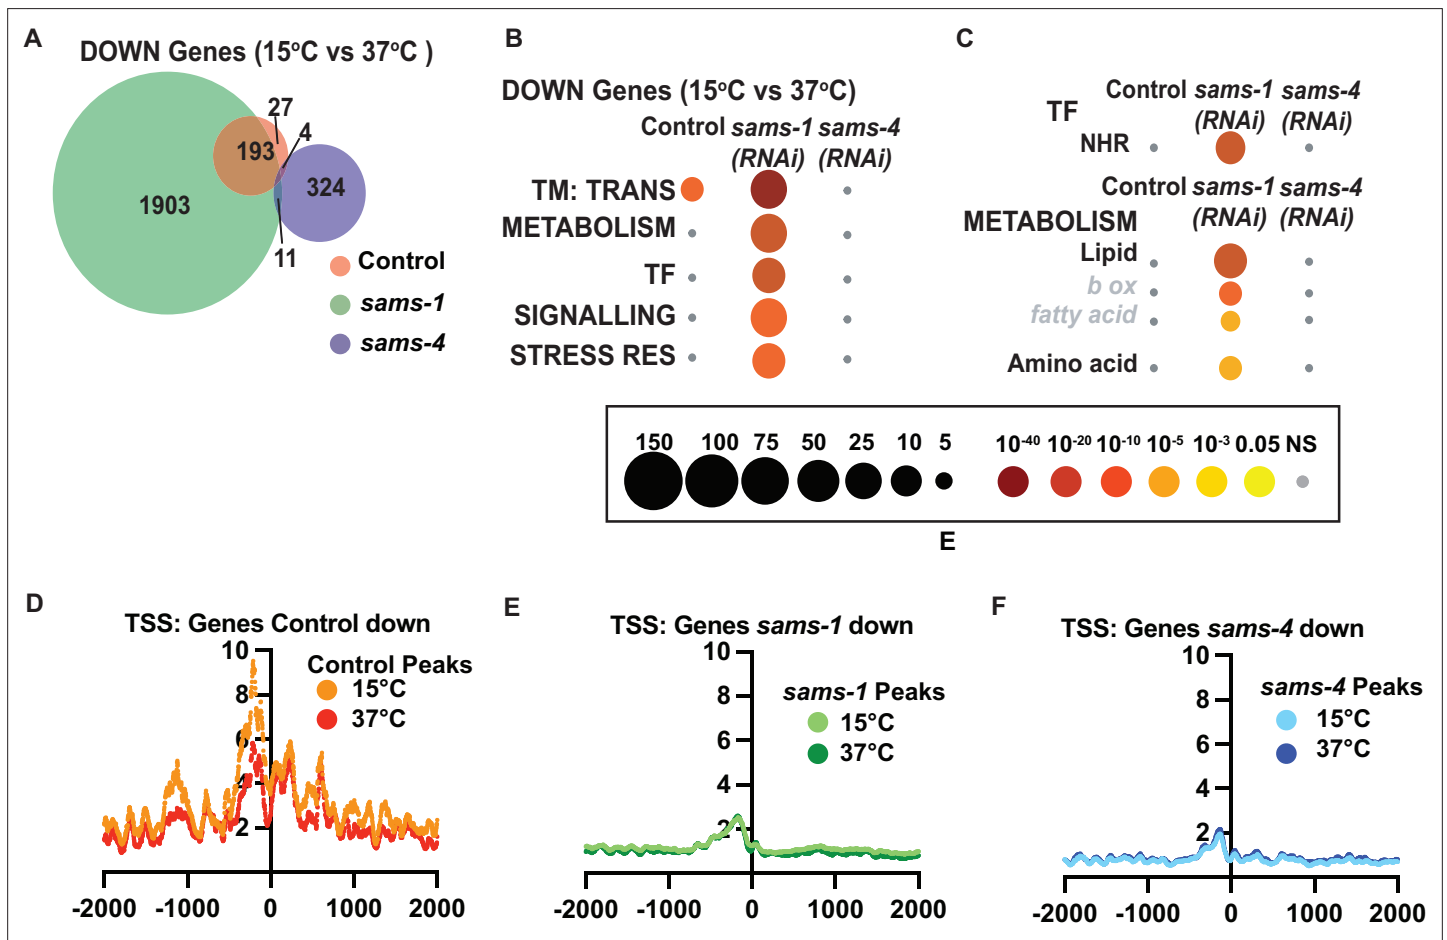 A
DOWN Genes (15°C vs 37°C )
27
4
193
324
1903
11
Control
sams-1
sams-4
B
DOWN Genes (15°C vs 37°C)
Control sams-1 sams-4
(RNAi) (RNAi)
TM: TRANS
METABOLISM
TF
SIGNALLING
STRESS RES
C
Control sams-1 sams-4
TF
(RNAi) (RNAi)
NHR
Control sams-1 sams-4
METABOLISM (RNAi) (RNAi)
Lipid
b ox
fatty acid
Amino acid
150 100 75 50 25 10 5
10⁻⁴⁰ 10⁻²⁰ 10⁻¹⁰ 10⁻⁵ 10⁻³ 0.05 NS
E
D
TSS: Genes Control down
10
8
6
4
2
Control Peaks
15°C
37°C
-2000 -1000 0 1000 2000
E
TSS: Genes sams-1 down
10
8
6
4
2
sams-1 Peaks
15°C
37°C
-2000 -1000 0 1000 2000
F
TSS: Genes sams-4 down
10
8
6
4
2
sams-4 Peaks
15°C
37°C
-2000 -1000 0 1000 2000